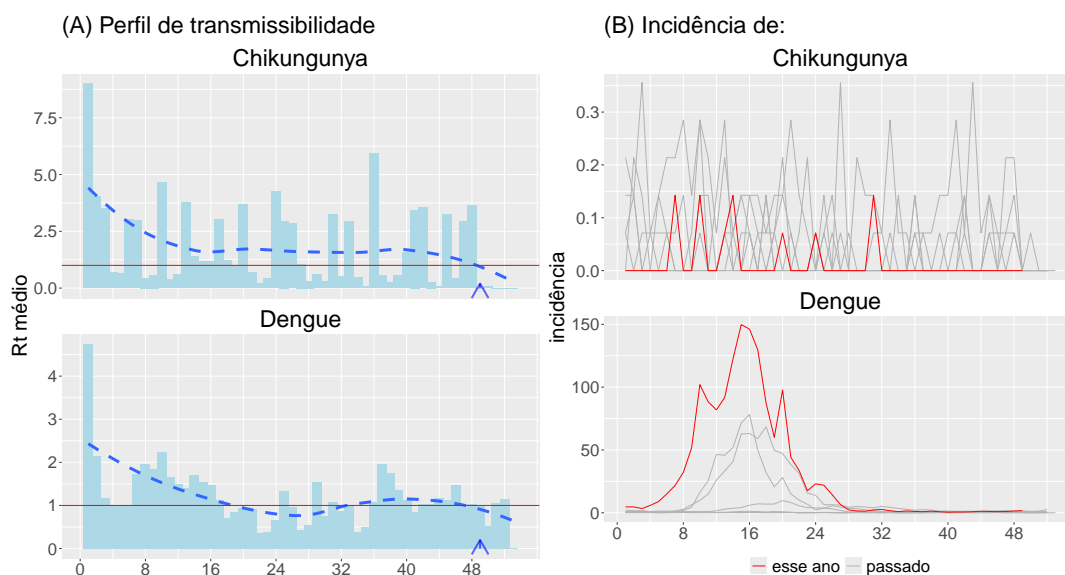 (A) Perfil de transmissibilidade
Chikungunya
7.5
5.0
2.5
0.0
Dengue
4
3
2
1
0
0 8 16 24 32 40 48
Rt médio
(B) Incidência de:
Chikungunya
0.3
0.2
0.1
0.0
Dengue
150
100
50
0
0 8 16 24 32 40 48
incidência
esse ano passado